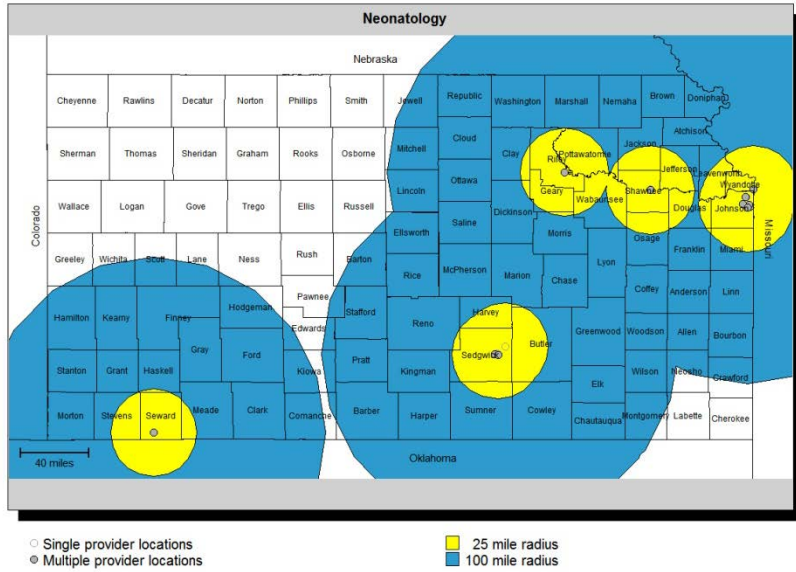 Neonatology
Nebraska
Cheyenne Rawlins Decatur Norton Phillips Smith Jewell Republic Washington Marshall Nemaha Brown Doniphan
Atchison
Sherman Thomas Sheridan Graham Rooks Osborne Mitchell Cloud Clay Riley Pottawatomie Jackson Jefferson Leavenworth
Wyandotte
Lincoln Ottawa Geary Wabaunsee Shawnee Douglas Johnson
Wallace Logan Gove Trego Ellis Russell Ellsworth Saline Dickinson Morris Osage Franklin Miami
Colorado
Missouri
Greeley Wichita Scott Lane Ness Rush Barton Rice McPherson Marion Chase Lyon Coffey Anderson Linn
Pawnee
Hamilton Kearny Finney Hodgeman Edwards Stafford Reno Harvey Greenwood Woodson Allen Bourbon
Gray Ford
Stanton Grant Haskell Kiowa Pratt Kingman Sedgwick Butler Elk Wilson Neosho Crawford
Morton Stevens Seward Meade Clark Comanche Barber Harper Sumner Cowley Chautauqua Montgomery Labette Cherokee
40 miles
Oklahoma
Single provider locations
Multiple provider locations
25 mile radius
100 mile radius